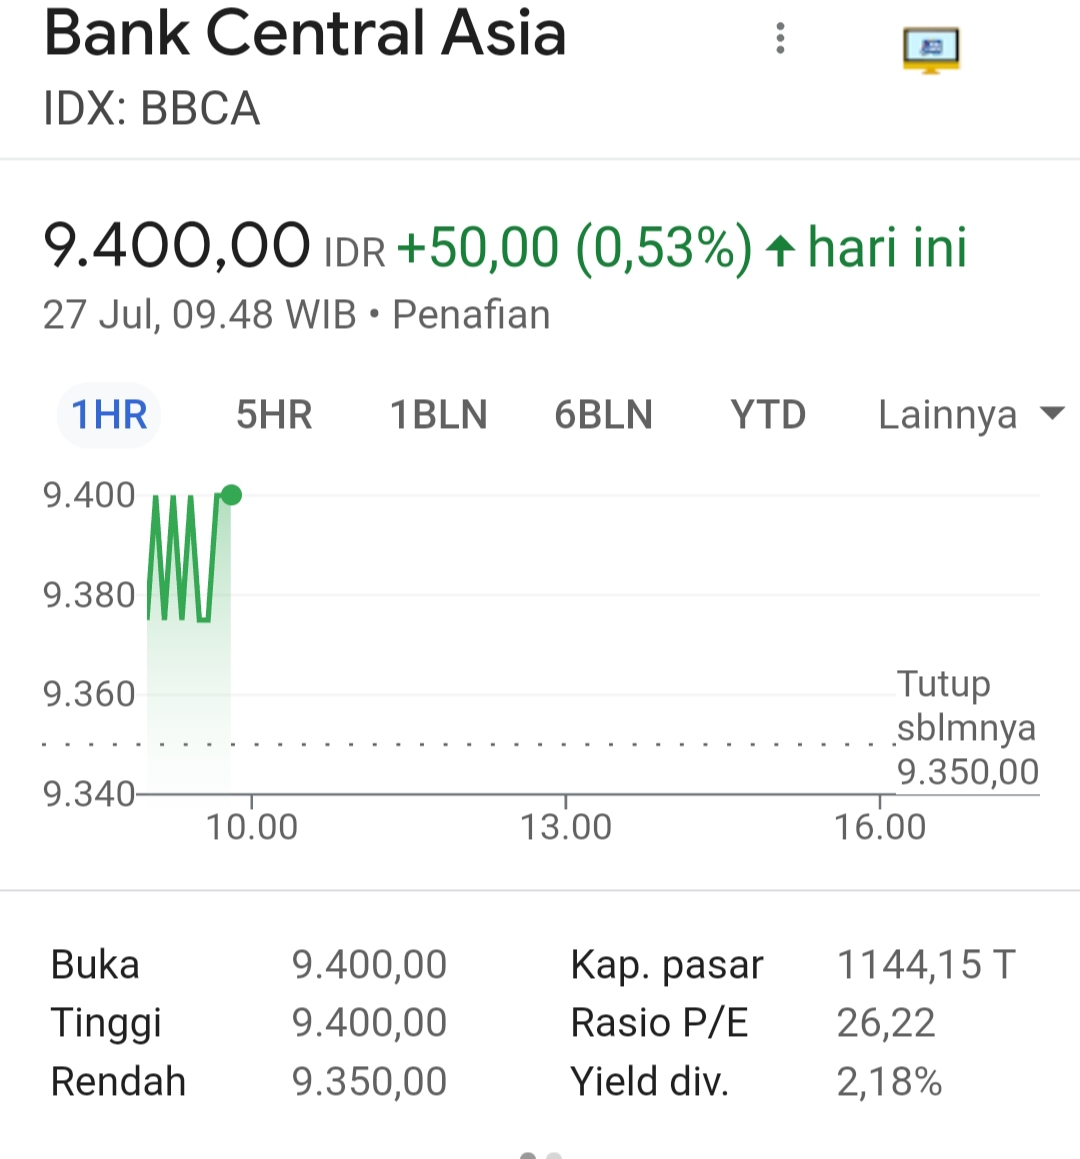 Bank Central Asia
IDX: BBCA
9.400,00 IDR +50,00 (0,53%) ↑ hari ini
27 Jul, 09.48 WIB • Penafian
1HR 5HR 1BLN 6BLN YTD Lainnya
9.400
9.380
9.360
9.340
Tutup
sblmnya
9.350,00
10.00 13.00 16.00
Buka 9.400,00 Kap. pasar 1144,15 T
Tinggi 9.400,00 Rasio P/E 26,22
Rendah 9.350,00 Yield div. 2,18%